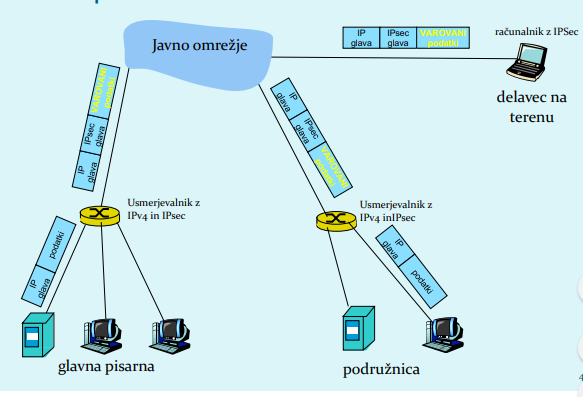 Javno omrežje
IP
glava
IPsec
glava
VAROVANI
podatki
računalnik z IPSec
delavec na
terenu
VAROVANI
podatki
IPsec
glava
IP
glava
IP
glava
IPsec
glava
VAROVANI
podatki
Usmerjevalnik z
IPv4 in IPsec
Usmerjevalnik z
IPv4 inIPsec
podatki
IP
glava
IP
glava
podatki
glavna pisarna
podružnica
4